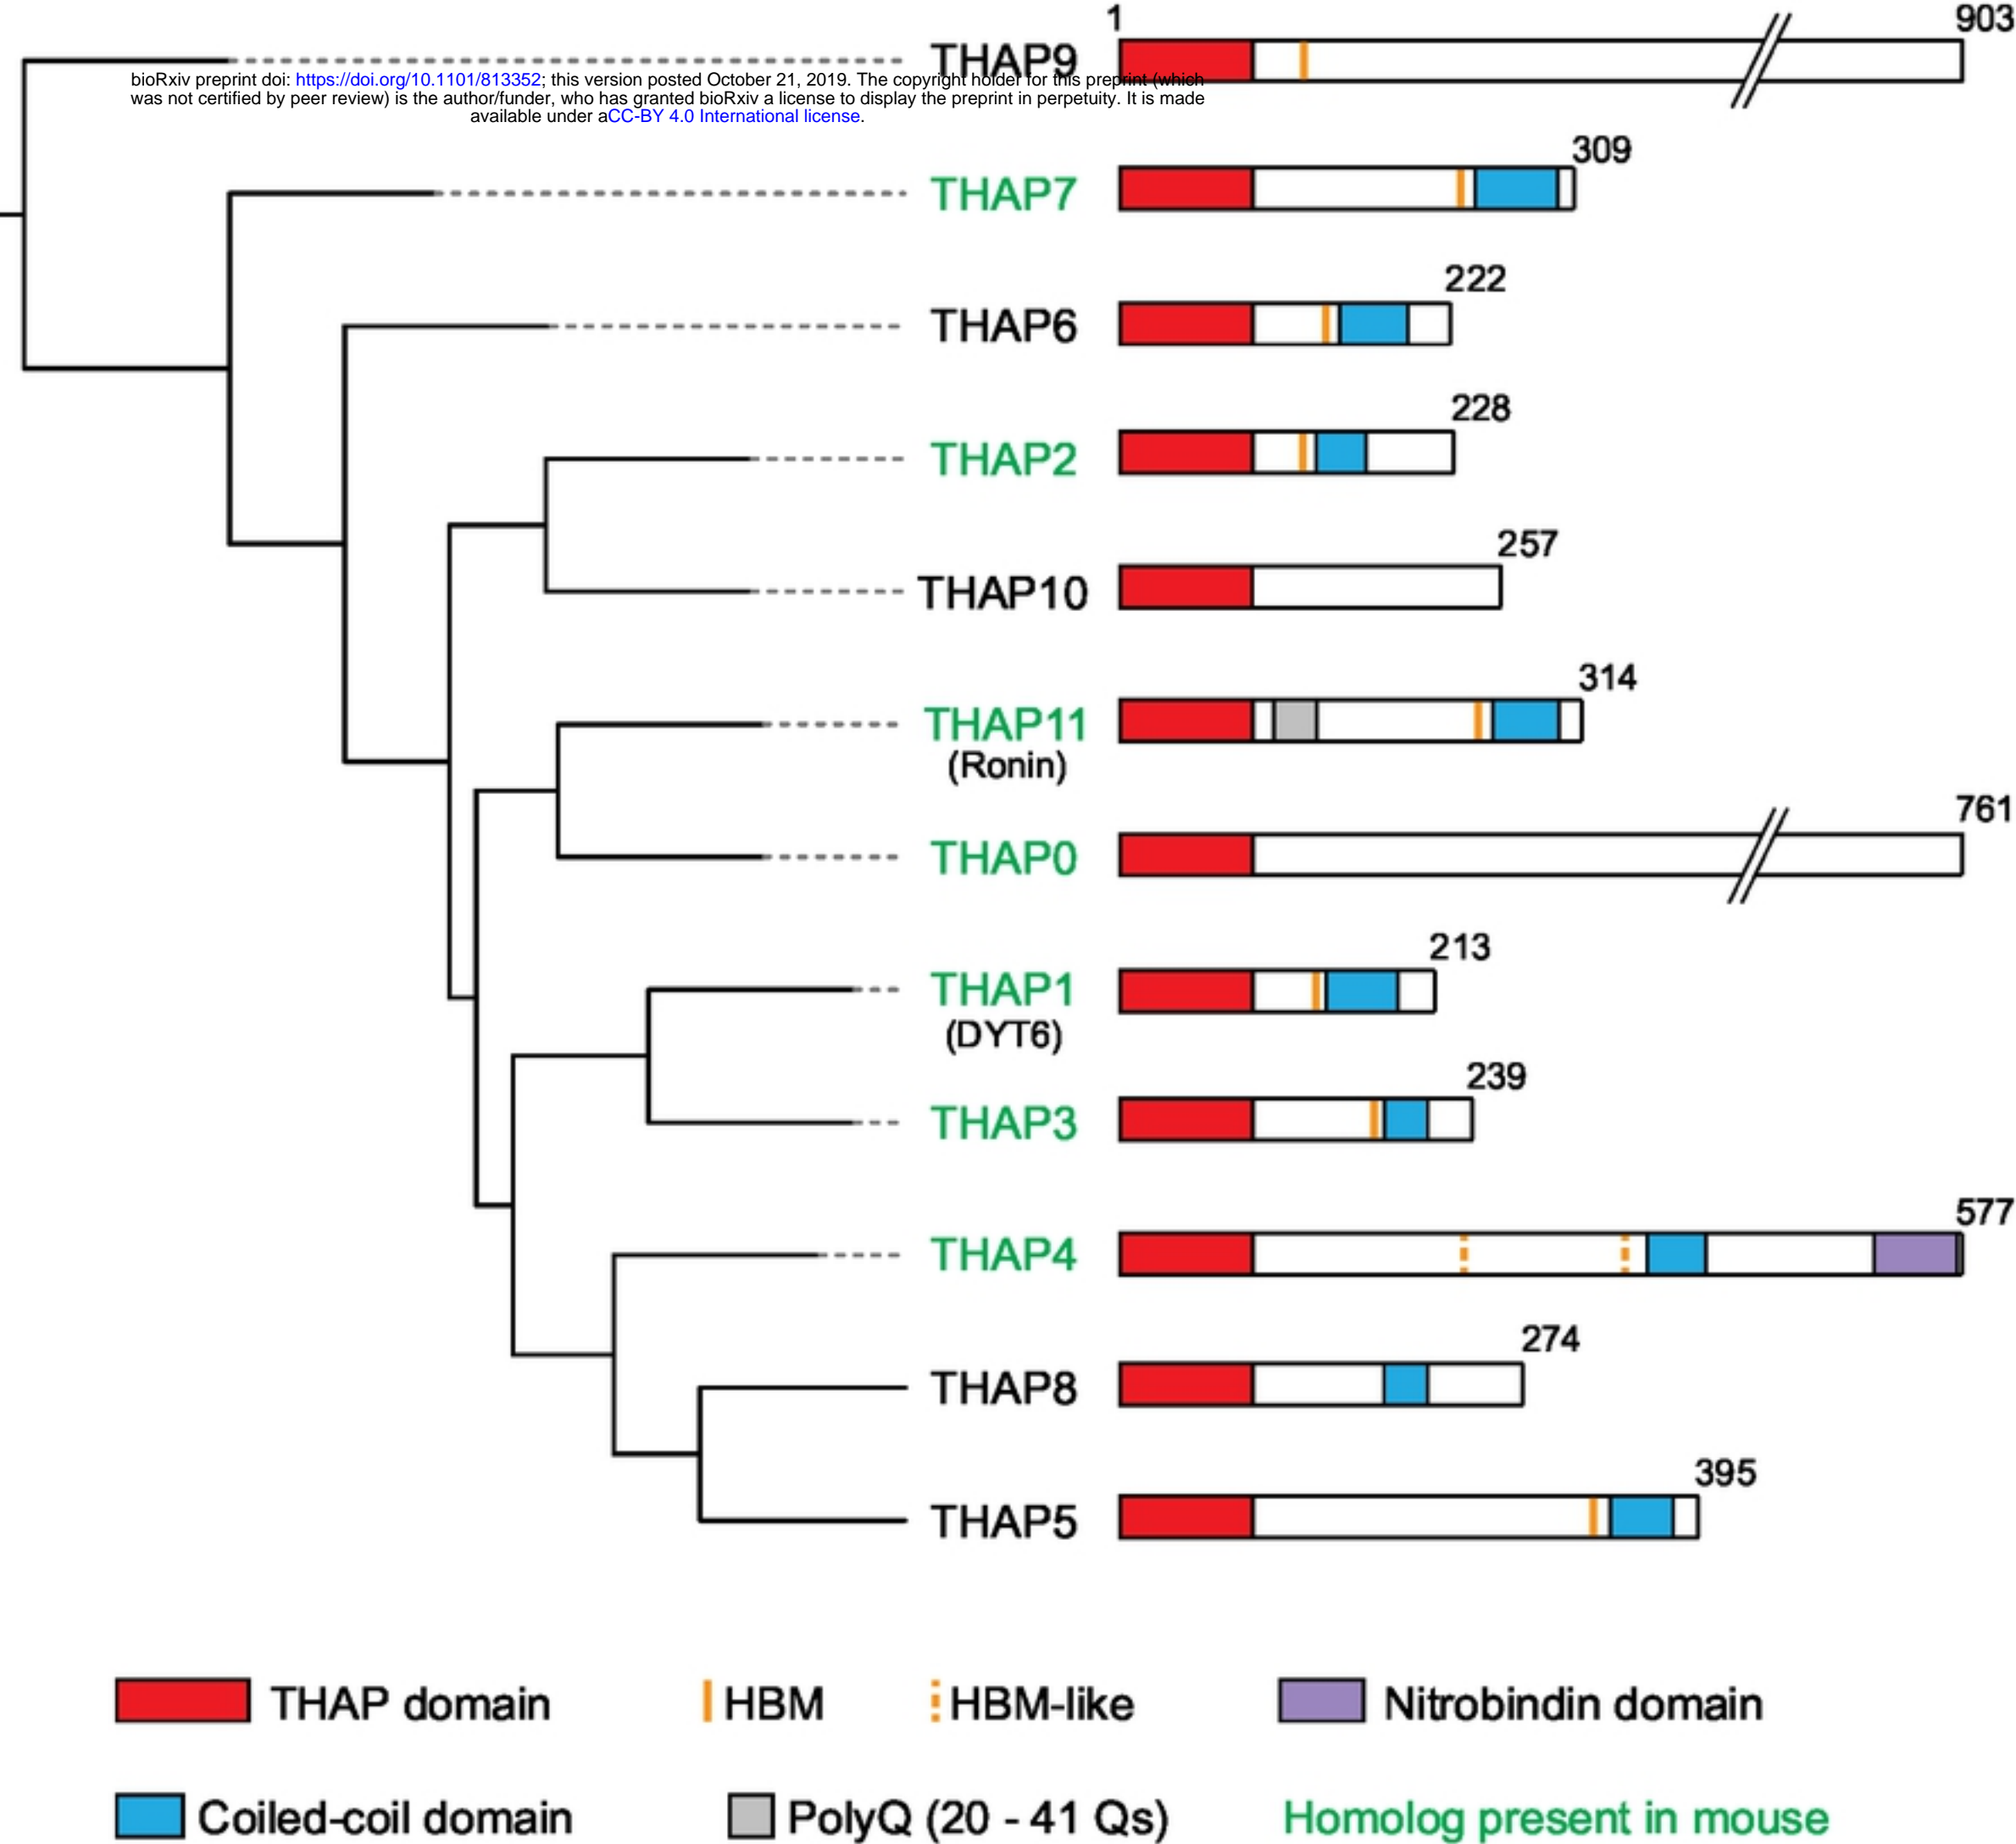 1
903
THAP9
bioRxiv preprint doi: https://doi.org/10.1101/813352; this version posted October 21, 2019. The copyright holder for this preprint (which
was not certified by peer review) is the author/funder, who has granted bioRxiv a license to display the preprint in perpetuity. It is made
available under aCC-BY 4.0 International license.
309
THAP7
222
THAP6
228
THAP2
257
THAP10
314
THAP11
(Ronin)
761
THAP0
213
THAP1
(DYT6)
239
THAP3
577
THAP4
274
THAP8
395
THAP5
THAP domain
HBM
HBM-like
Nitrobindin domain
Coiled-coil domain
PolyQ (20 - 41 Qs)
Homolog present in mouse